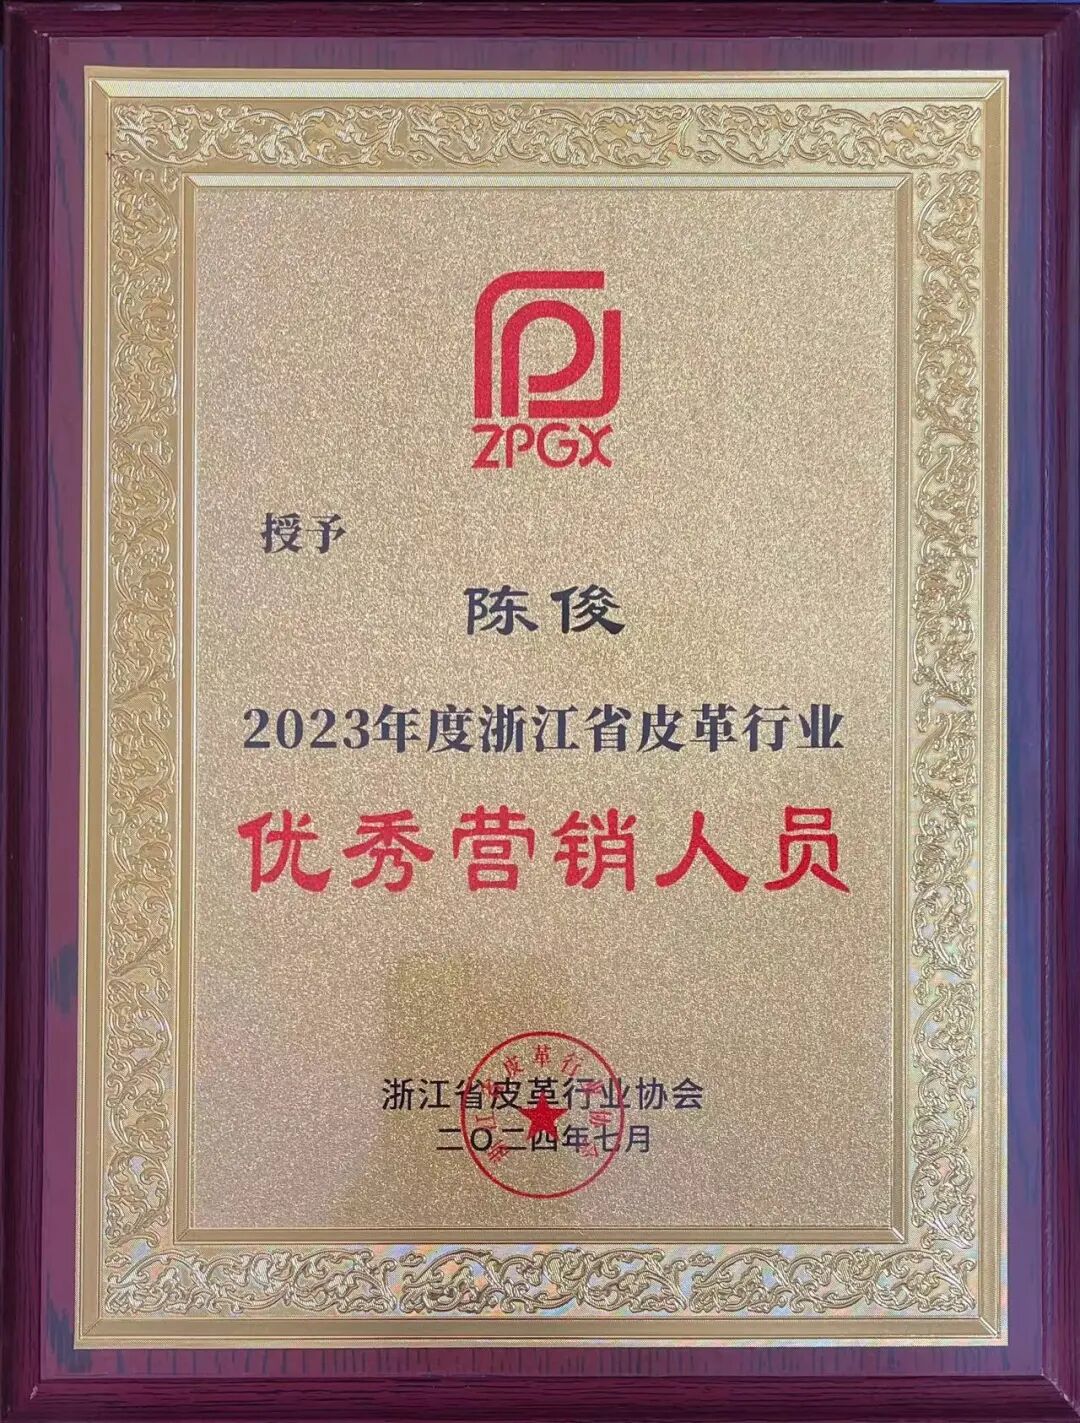 ZPGX
授予
陈俊
2023年度浙江省皮革行业
优秀营销人员
浙江省皮革行业协会
二〇二四年七月